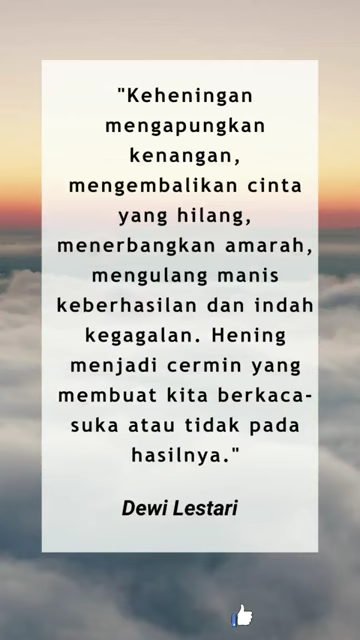 "Keheningan
mengapungkan
kenangan,
mengembalikan cinta
yang hilang,
menerbangkan amarah,
mengulang manis
keberhasilan dan indah
kegagalan. Hening
menjadi cermin yang
membuat kita berkaca-
suka atau tidak pada
hasilnya."
Dewi Lestari